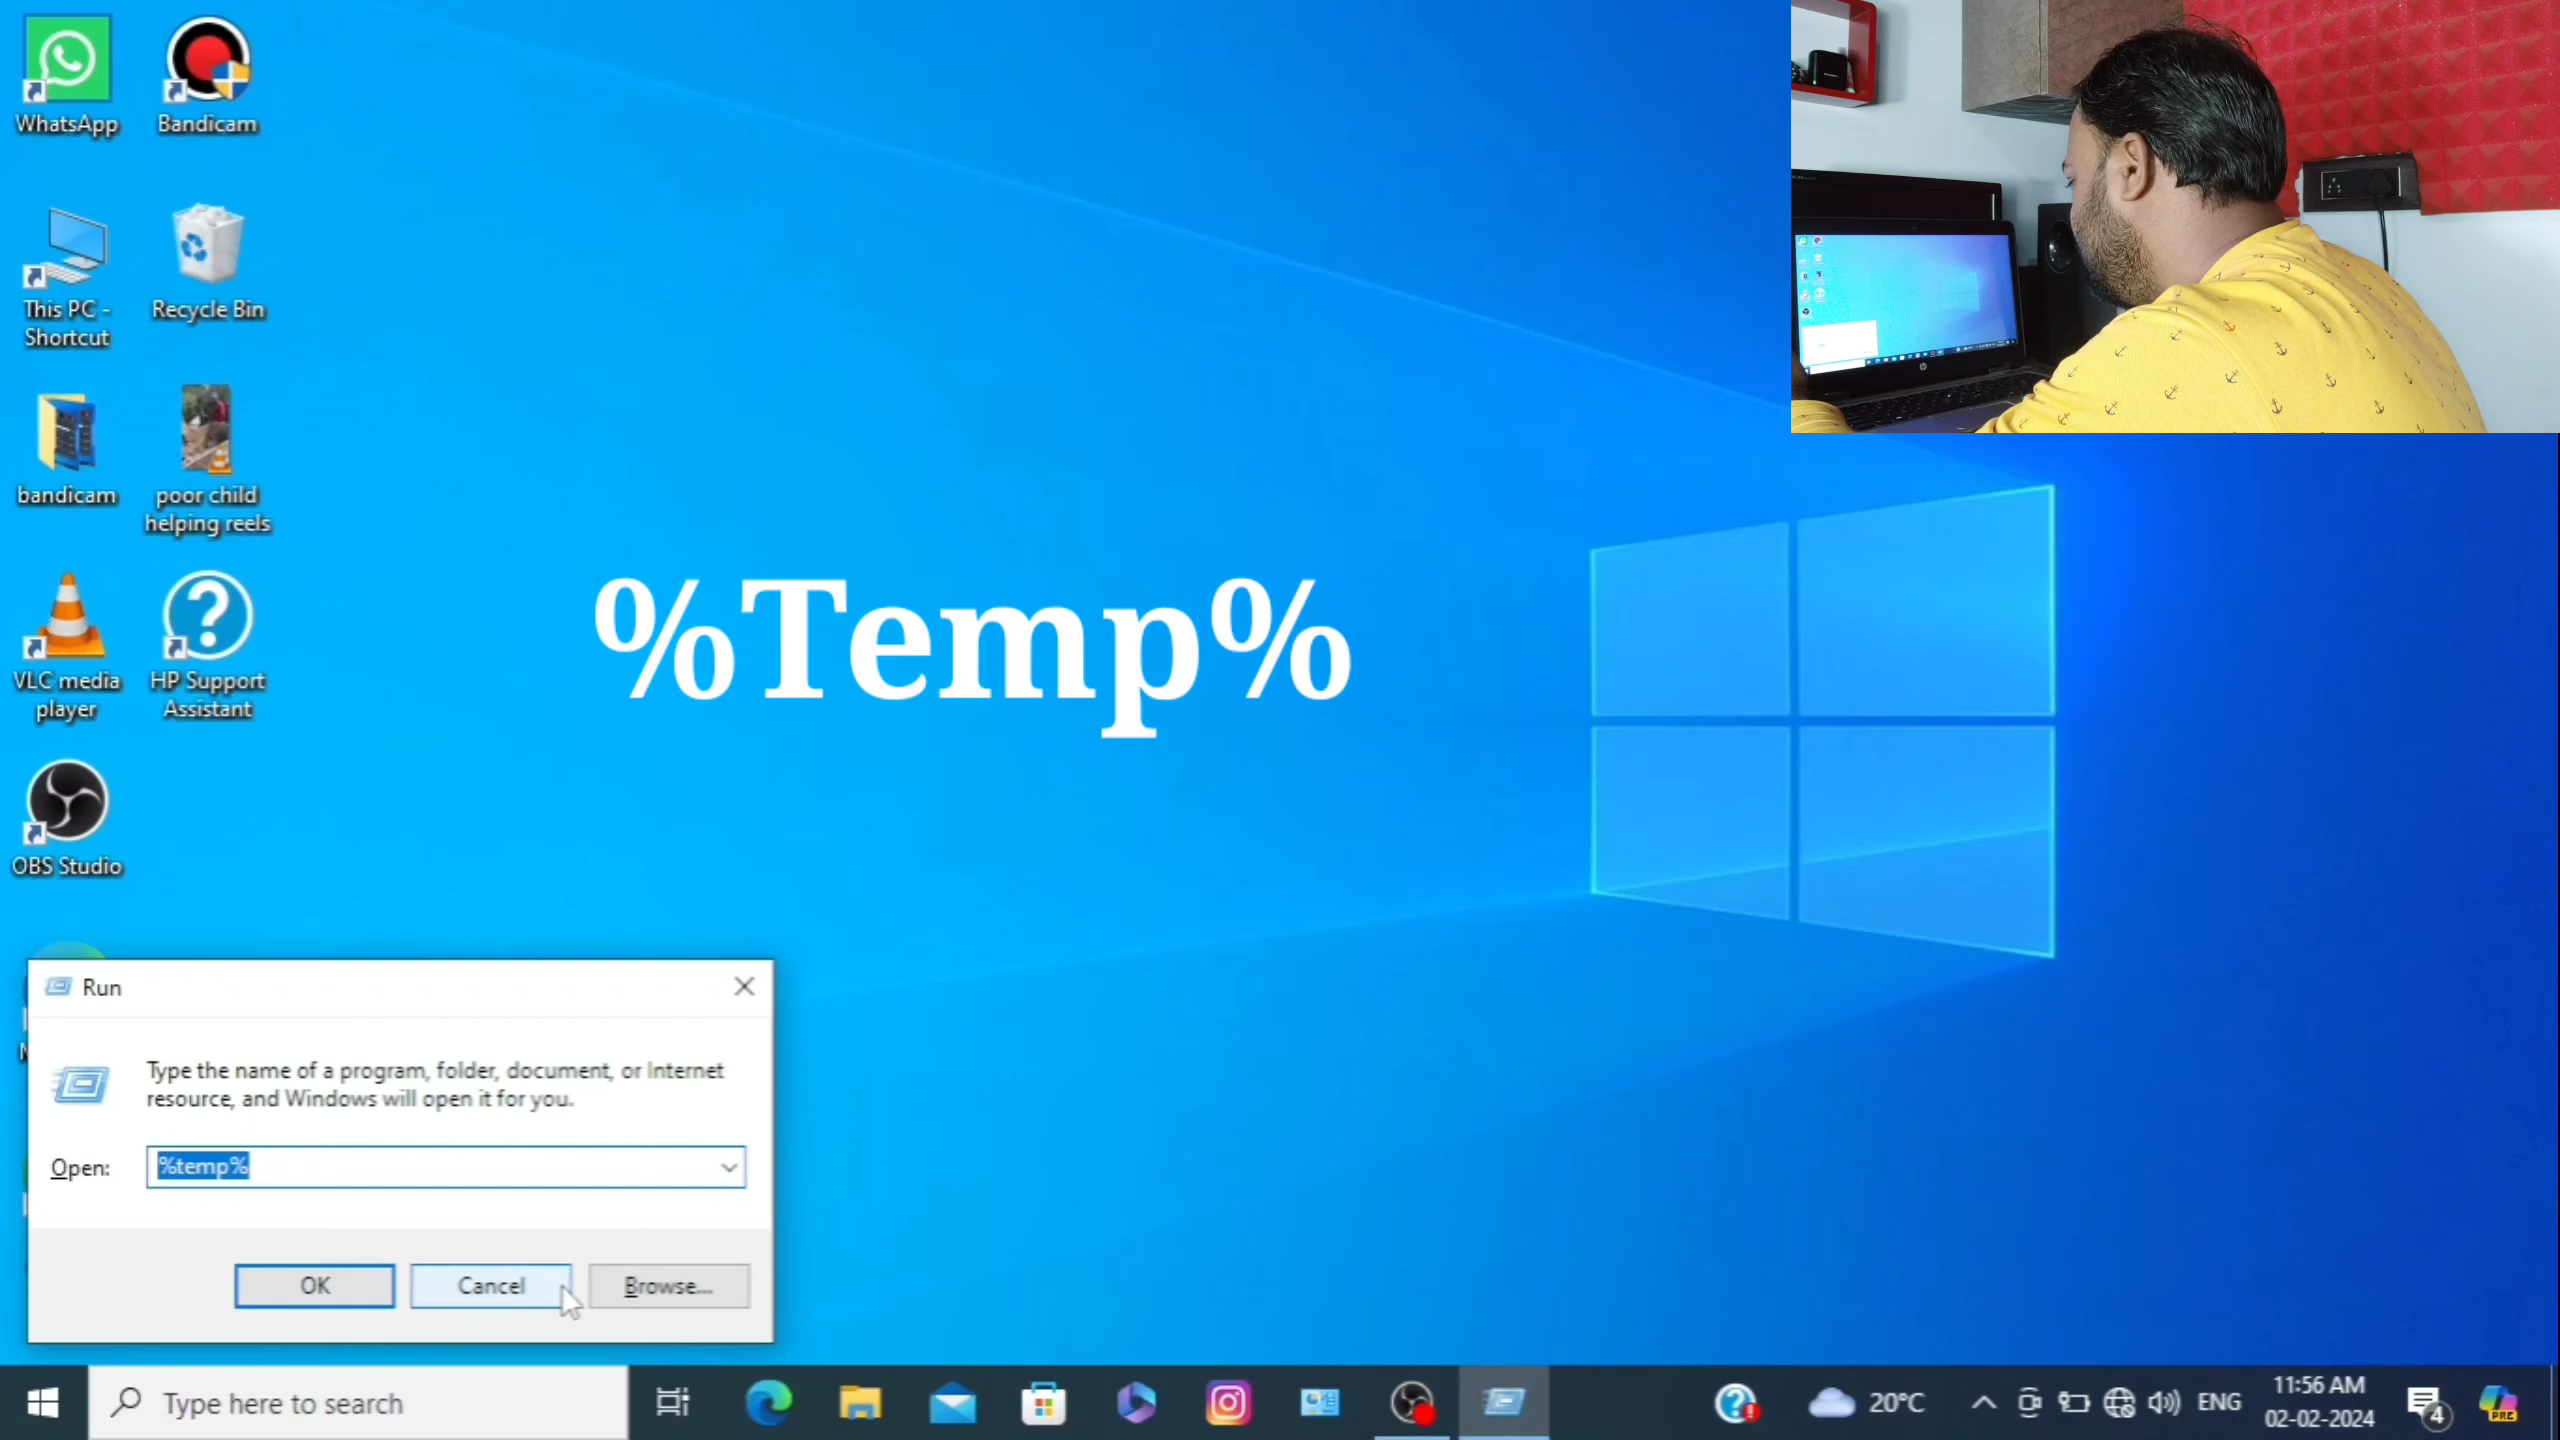 WhatsApp
Bandicam
This PC -
Shortcut
Recycle Bin
bandicam
poor child
helping reels
%Temp%
VLC media
player
HP Support
Assistant
OBS Studio
Run
Type the name of a program, folder, document, or Internet
resource, and Windows will open it for you.
Open:
%temp%
OK
Cancel
Browse...
Type here to search
20°C
ENG
11:56 AM
02-02-2024
4
PRE